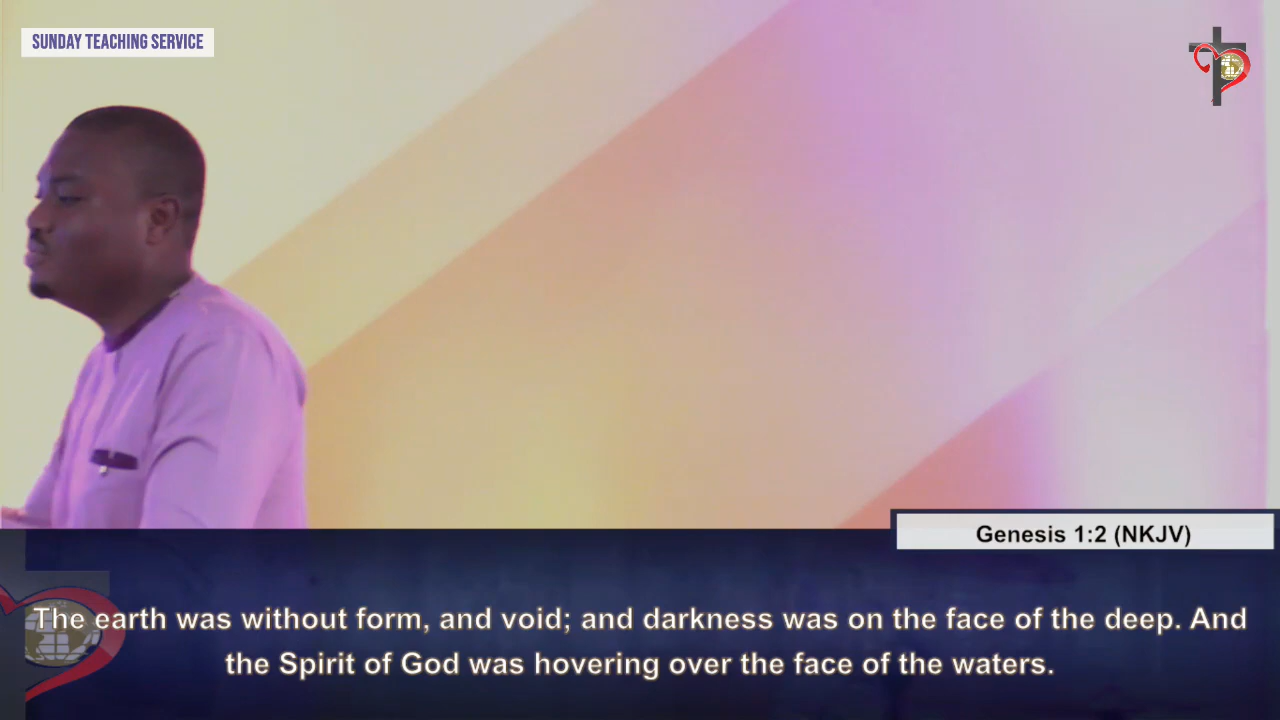 SUNDAY TEACHING SERVICE
Genesis 1:2 (NKJV)
The earth was without form, and void; and darkness was on the face of the deep. And
the Spirit of God was hovering over the face of the waters.